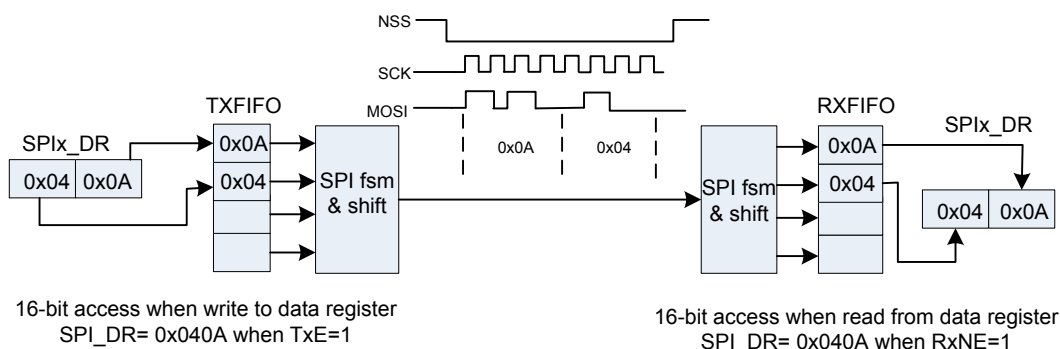 NSS
SCK
MOSI
0x0A 0x04
TXFIFO
SPIx_DR
0x04 0x0A
0x0A
0x04
SPI fsm
& shift
SPI fsm
& shift
RXFIFO
0x0A
0x04
SPIx_DR
0x04 0x0A
16-bit access when write to data register
SPI_DR= 0x040A when TxE=1
16-bit access when read from data register
SPI_DR= 0x040A when RxNE=1